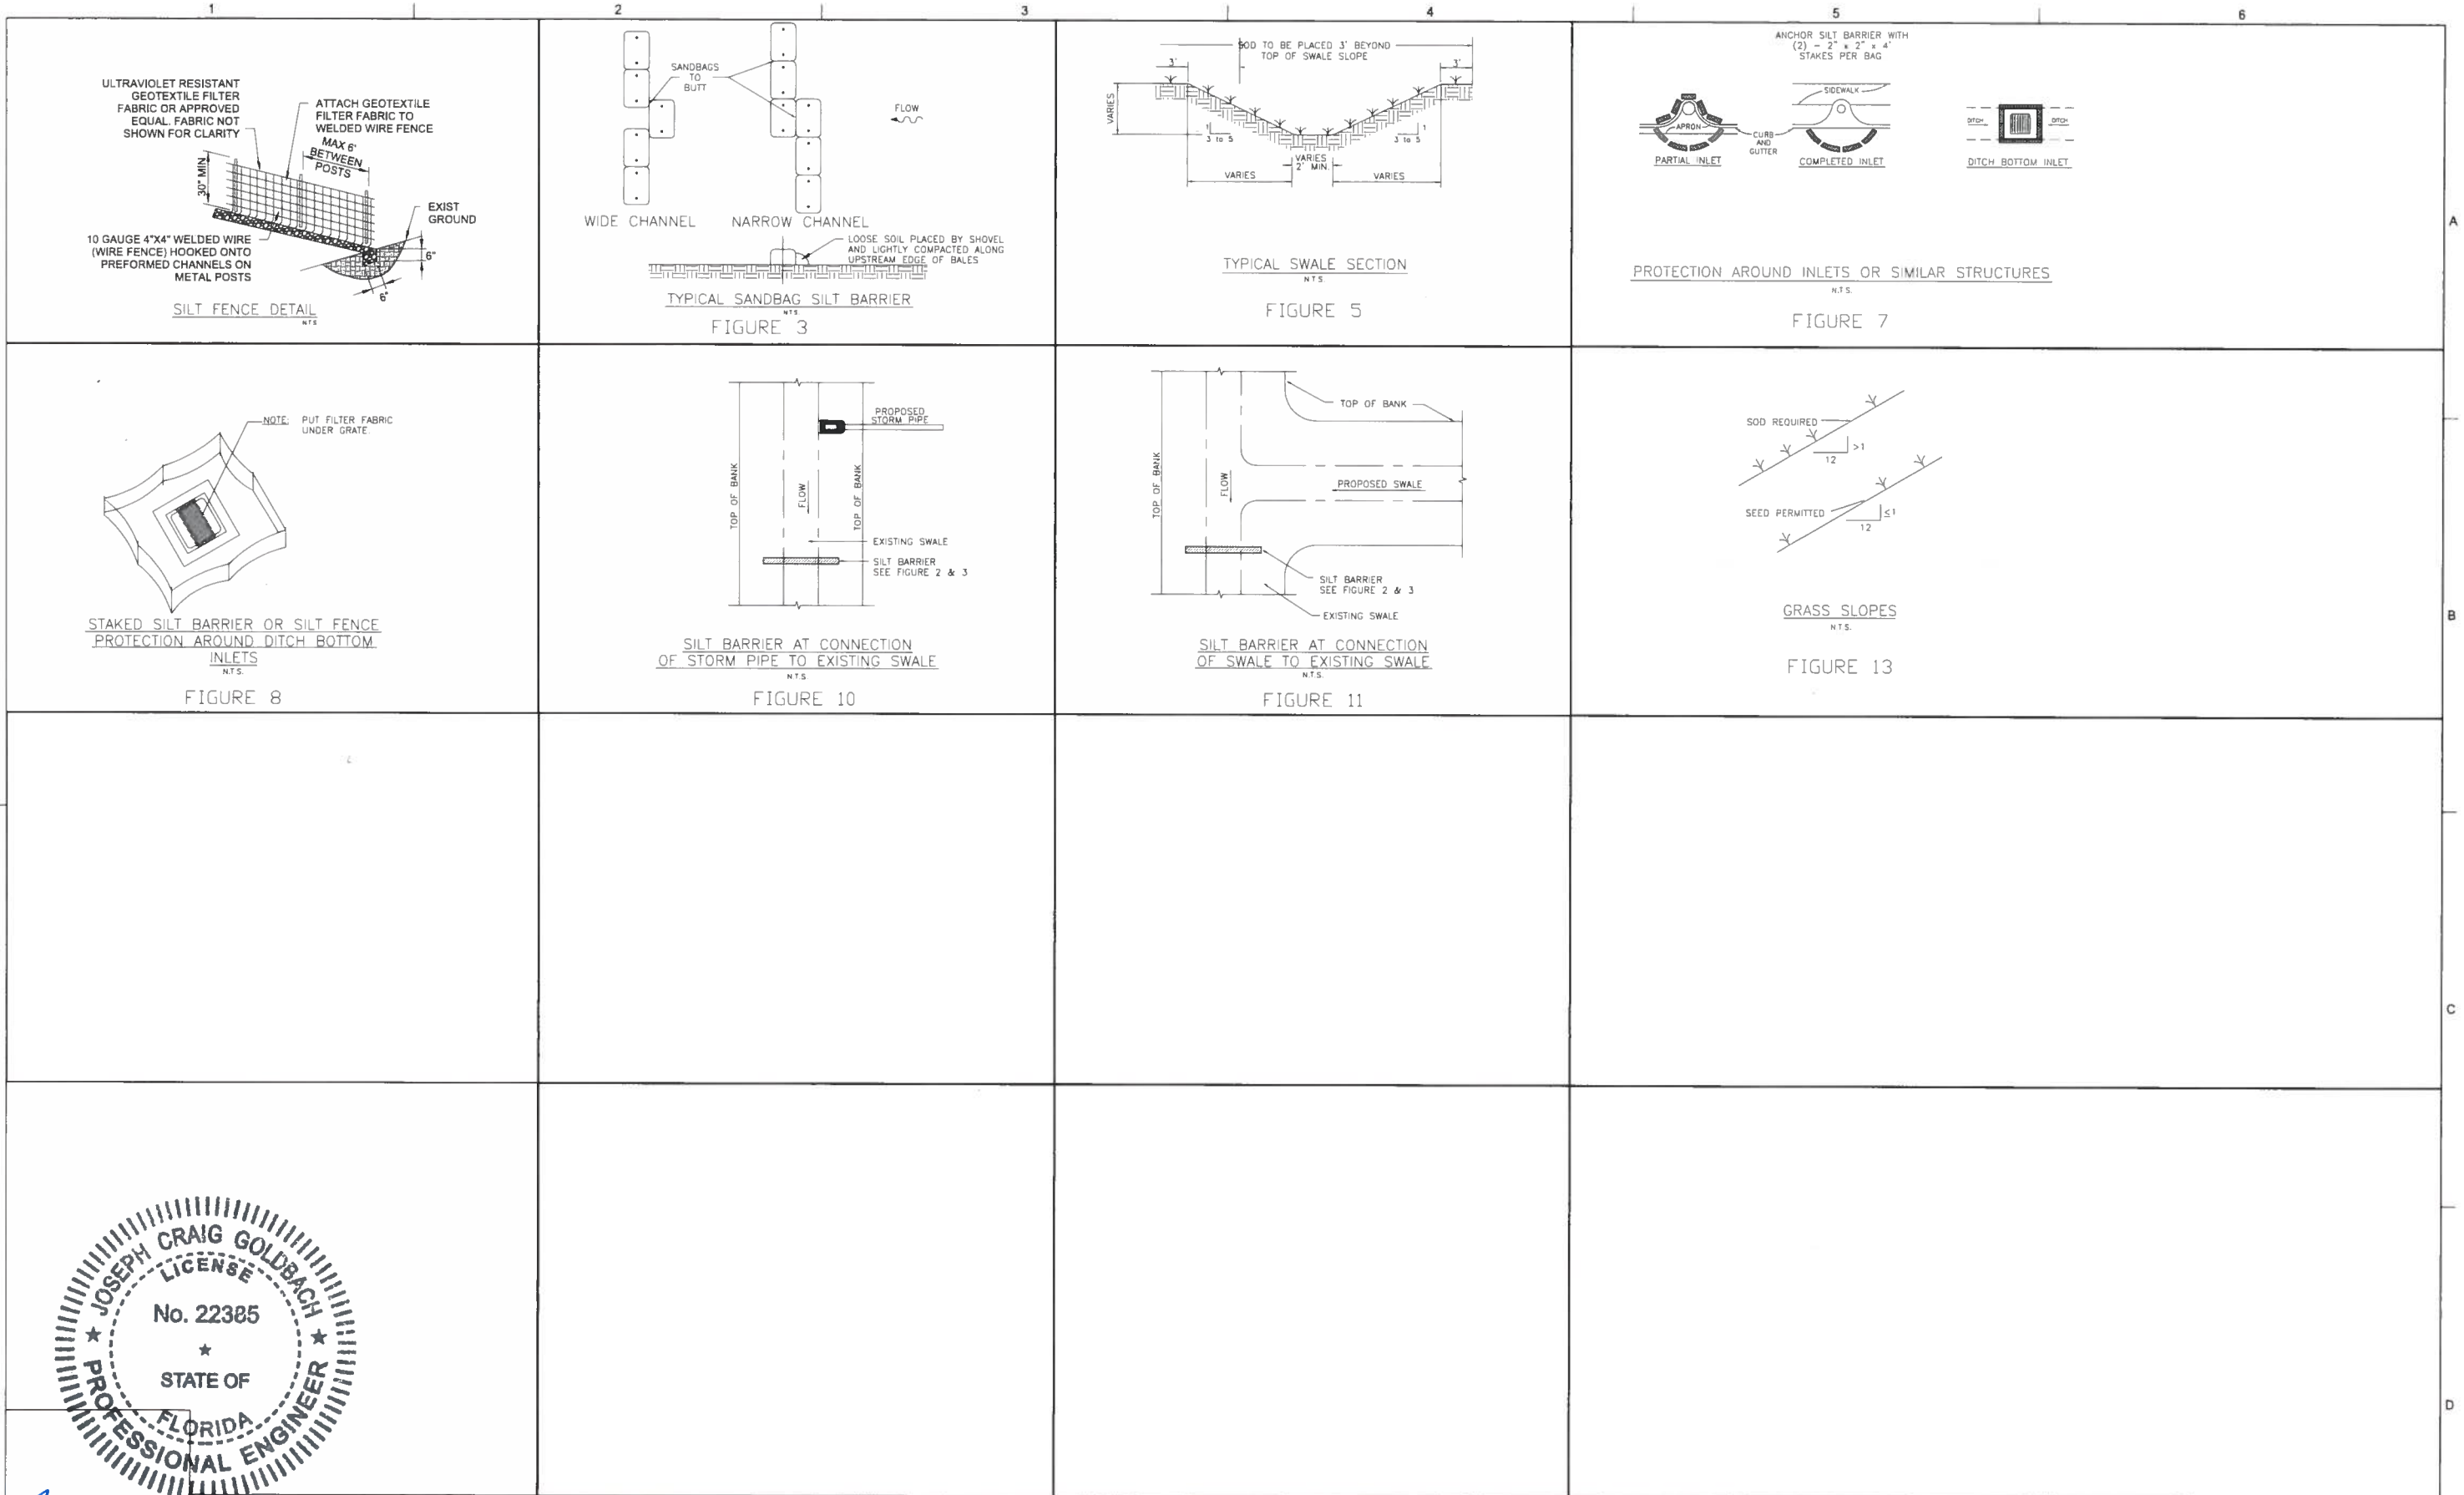 1
2
3
4
5
6
ULTRAVIOLET RESISTANT
GEOTEXTILE FILTER
FABRIC OR APPROVED
EQUAL. FABRIC NOT
SHOWN FOR CLARITY
ATTACH GEOTEXTILE
FILTER FABRIC TO
WELDED WIRE FENCE
MAX 6'
BETWEEN
POSTS
30" MIN
EXIST
GROUND
10 GAUGE 4"X4" WELDED WIRE
(WIRE FENCE) HOOKED ONTO
PREFORMED CHANNELS ON
METAL POSTS
6"
6"
SILT FENCE DETAIL
NTS
SANDBAGS
TO
BUTT
FLOW
WIDE CHANNEL
NARROW CHANNEL
LOOSE SOIL PLACED BY SHOVEL
AND LIGHTLY COMPACTED ALONG
UPSTREAM EDGE OF BALES
TYPICAL SANDBAG SILT BARRIER
NTS.
FIGURE 3
SOD TO BE PLACED 3' BEYOND
TOP OF SWALE SLOPE
3'
3'
VARIES
1
3 to 5
1
3 to 5
VARIES
2' MIN.
VARIES
VARIES
TYPICAL SWALE SECTION
N.T.S.
FIGURE 5
ANCHOR SILT BARRIER WITH
(2) - 2" x 2" x 4'
STAKES PER BAG
SIDEWALK
APRON
CURB
AND
GUTTER
DITCH
DITCH
PARTIAL INLET
COMPLETED INLET
DITCH BOTTOM INLET
PROTECTION AROUND INLETS OR SIMILAR STRUCTURES
N.T.S.
FIGURE 7
A
NOTE: PUT FILTER FABRIC
UNDER GRATE.
STAKED SILT BARRIER OR SILT FENCE
PROTECTION AROUND DITCH BOTTOM
INLETS
N.T.S.
FIGURE 8
PROPOSED
STORM PIPE
TOP OF BANK
FLOW
TOP OF BANK
EXISTING SWALE
SILT BARRIER
SEE FIGURE 2 & 3
SILT BARRIER AT CONNECTION
OF STORM PIPE TO EXISTING SWALE
N.T.S.
FIGURE 10
TOP OF BANK
TOP OF BANK
FLOW
PROPOSED SWALE
SILT BARRIER
SEE FIGURE 2 & 3
EXISTING SWALE
SILT BARRIER AT CONNECTION
OF SWALE TO EXISTING SWALE
N.T.S.
FIGURE 11
SOD REQUIRED
>1
12
SEED PERMITTED
≤1
12
GRASS SLOPES
N.T.S.
FIGURE 13
B
C
D
JOSEPH CRAIG GOLDBACH
LICENSE
No. 22385
STATE OF
FLORIDA
PROFESSIONAL ENGINEER